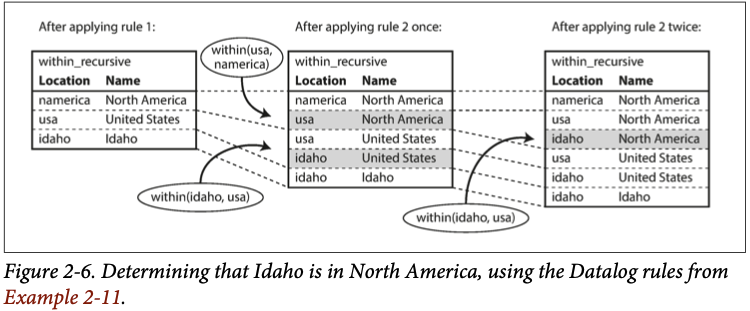 After applying rule 1:
within_recursive
Location Name
namerica North America
usa United States
idaho Idaho
within(usa,
namerica)
within(idaho, usa)
After applying rule 2 once:
within_recursive
Location Name
namerica North America
usa North America
usa United States
idaho United States
idaho Idaho
within(idaho, usa)
After applying rule 2 twice:
within_recursive
Location Name
namerica North America
usa North America
idaho North America
usa United States
idaho United States
idaho Idaho
Figure 2-6. Determining that Idaho is in North America, using the Datalog rules from
Example 2-11.